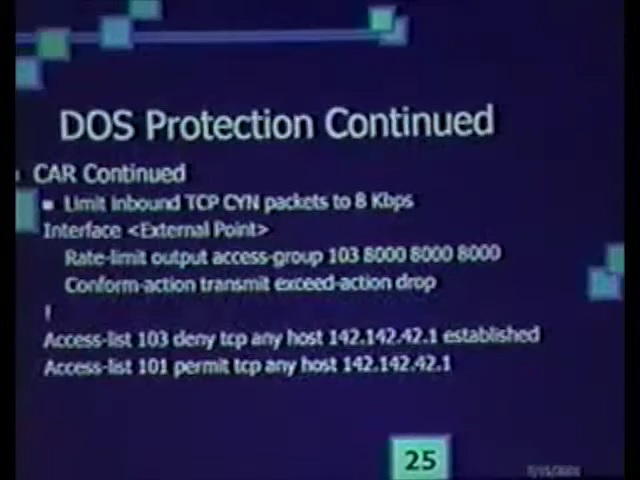 DOS Protection Continued
CAR Continued
Limit inbound TCP CYN packets to 8 Kbps
Interface <External Point>
Rate-limit output access-group 103 8000 8000 8000
Conform-action transmit exceed-action drop
!
Access-list 103 deny tcp any host 142.142.42.1 established
Access-list 101 permit tcp any host 142.142.42.1
25